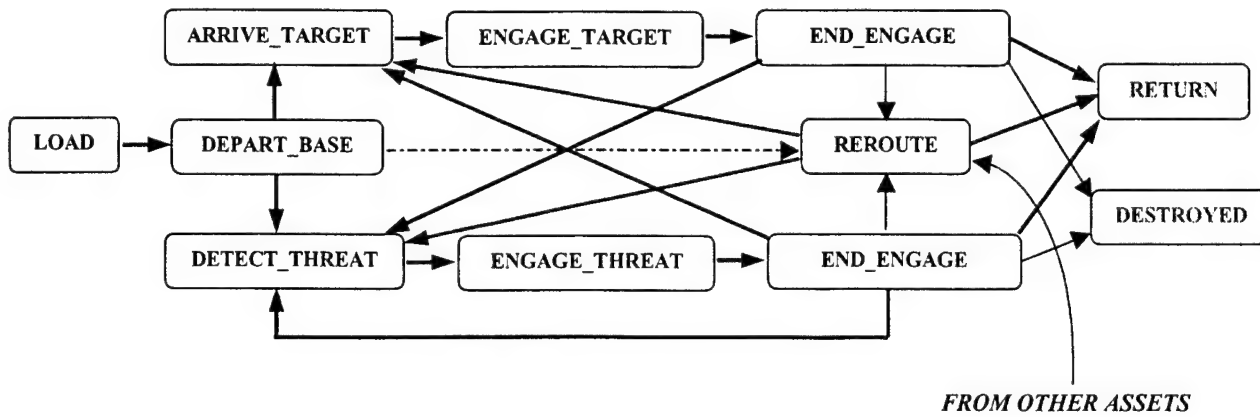 ARRIVE_TARGET
ENGAGE_TARGET
END_ENGAGE
RETURN
LOAD
DEPART_BASE
REROUTE
DESTROYED
DETECT_THREAT
ENGAGE_THREAT
END_ENGAGE
FROM OTHER ASSETS